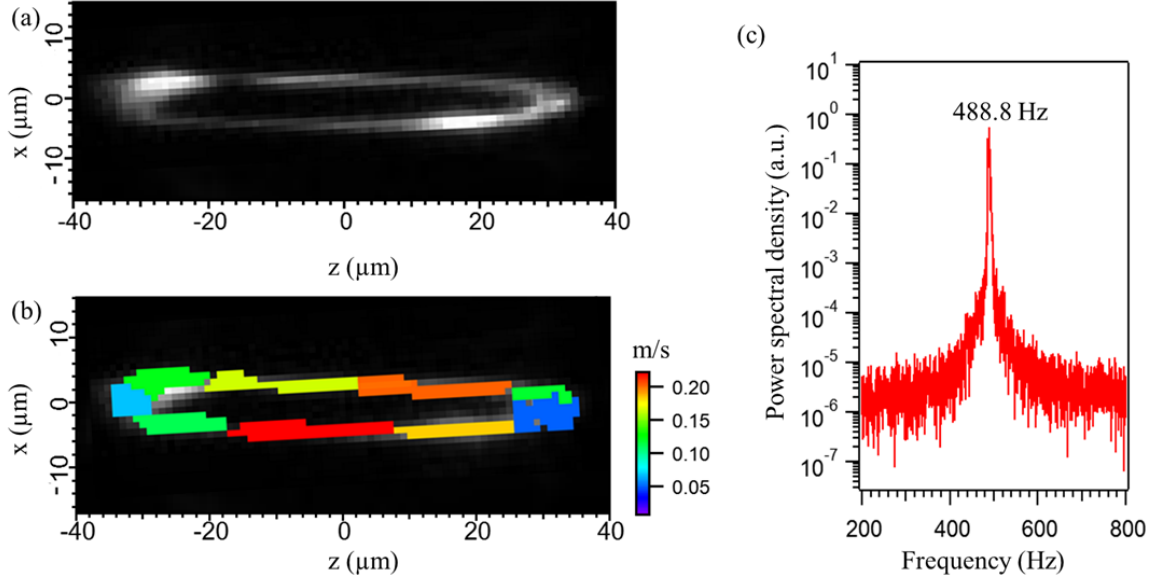 (a)
10
0
-10
x (µm)
-40 -20 0 20 40
z (µm)
(b)
10
0
-10
x (µm)
-40 -20 0 20 40
z (µm)
m/s
0.20
0.15
0.10
0.05
(c)
488.8 Hz
10^1
10^0
10^-1
10^-2
10^-3
10^-4
10^-5
10^-6
10^-7
Power spectral density (a.u.)
200 400 600 800
Frequency (Hz)